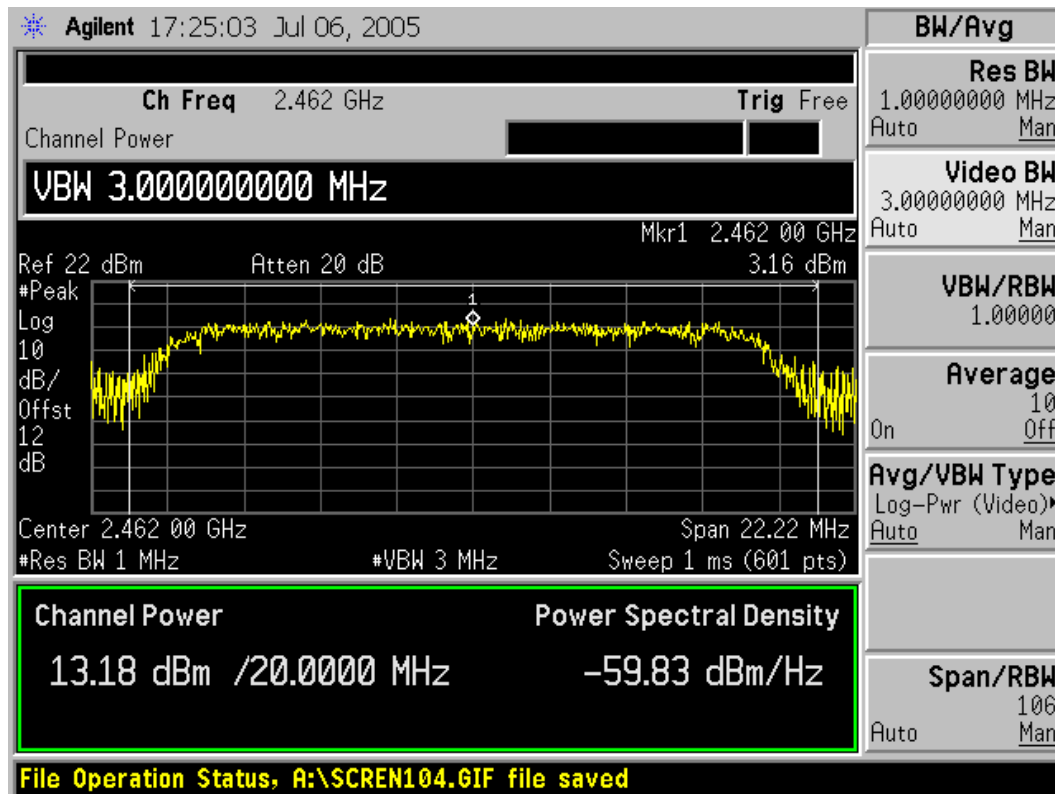 Agilent 17:25:03 Jul 06, 2005
Ch Freq 2.462 GHz Trig Free
Channel Power
VBW 3.000000000 MHz
Mkr1 2.462 00 GHz
Ref 22 dBm Atten 20 dB 3.16 dBm
#Peak
Log
10
dB/
Offst
12
dB
1
Center 2.462 00 GHz Span 22.22 MHz
#Res BW 1 MHz #VBW 3 MHz Sweep 1 ms (601 pts)
Channel Power Power Spectral Density
13.18 dBm /20.0000 MHz -59.83 dBm/Hz
File Operation Status, A:\SCREN104.GIF file saved
BW/Avg
Res BW
1.00000000 MHz
Auto Man
Video BW
3.00000000 MHz
Auto Man
VBW/RBW
1.00000
Average
10
On Off
Avg/VBW Type
Log-Pwr (Video)
Auto Man
Span/RBW
106
Auto Man